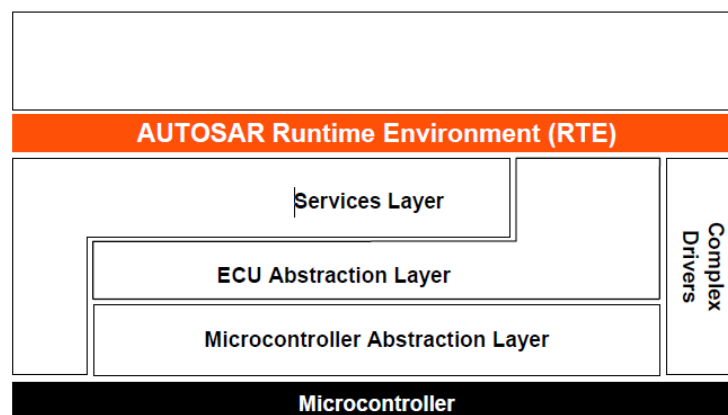 AUTOSAR Runtime Environment (RTE)
Services Layer
ECU Abstraction Layer
Microcontroller Abstraction Layer
Complex
Drivers
Microcontroller